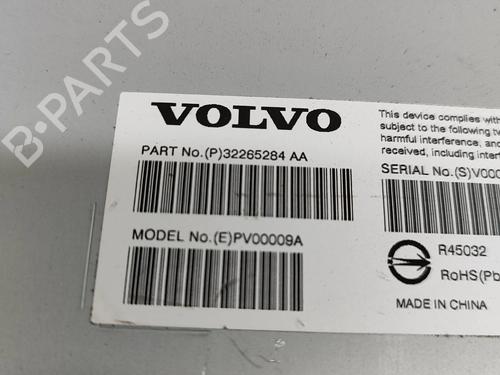 B-PARTS
VOLVO
PART No.(P)32265284 AA
MODEL No.(E)PV00009A
This device complies with
subject to the following tw
harmful interference, and
received, including interf
SERIAL No.(S)V000
R45032
RoHS(Pb
MADE IN CHINA